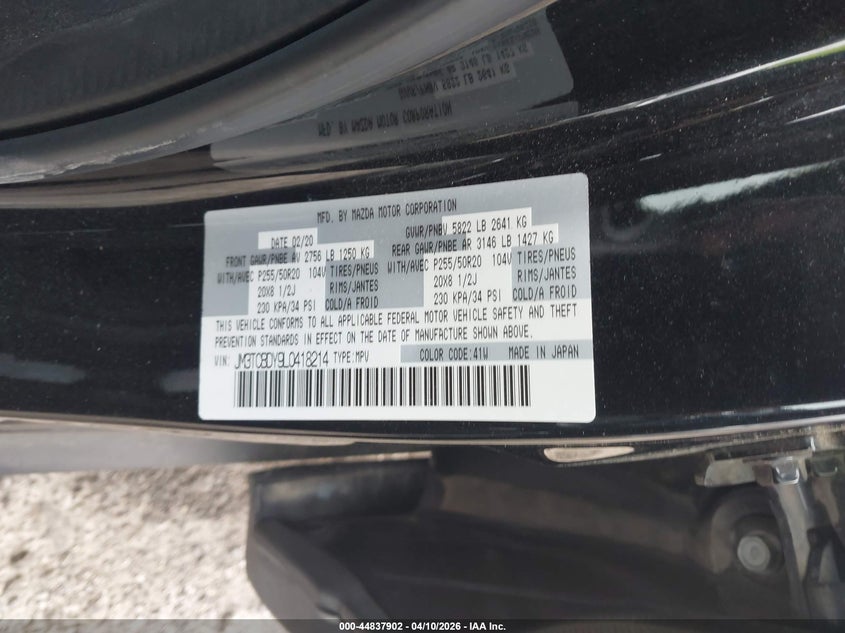 MFD. BY MAZDA MOTOR CORPORATION
DATE 02/20 GVWR/PNBV 5822 LB 2641 KG
FRONT GAWR/PNBE AV 2756 LB 1250 KG REAR GAWR/PNBE AR 3146 LB 1427 KG
WITH/AVEC P255/50R20 104V TIRES/PNEUS WITH/AVEC P255/50R20 104V TIRES/PNEUS
20X8 1/2J RIMS/JANTES 20X8 1/2J RIMS/JANTES
230 KPA/34 PSI COLD/A FROID 230 KPA/34 PSI COLD/A FROID
THIS VEHICLE CONFORMS TO ALL APPLICABLE FEDERAL MOTOR VEHICLE SAFETY AND THEFT
PREVENTION STANDARDS IN EFFECT ON THE DATE OF MANUFACTURE SHOWN ABOVE.
VIN: JM3TCBDY9L0418214 TYPE:MPV COLOR CODE:41W MADE IN JAPAN
000-44837902 - 04/10/2026 - IAA Inc.